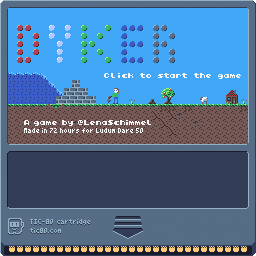 DYKER
Click to start the game
A game by @LenaSchimmel
Made in 72 hours for Ludum Dare 50
TIC-80 cartridge
tic80.com